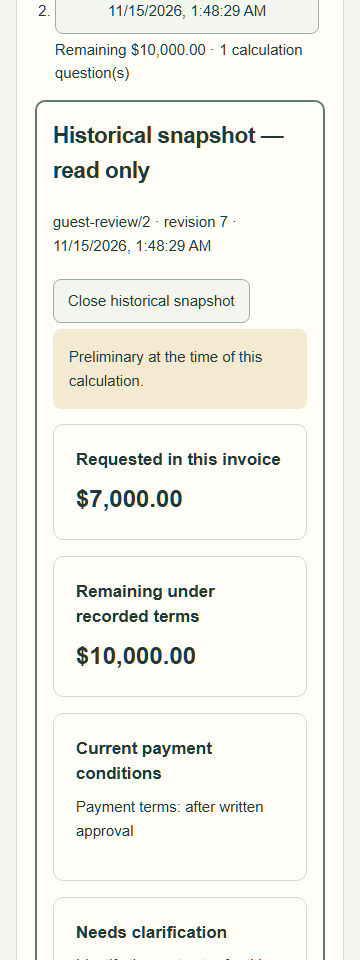 2. 11/15/2026, 1:48:29 AM
Remaining $10,000.00 · 1 calculation
question(s)
Historical snapshot —
read only
guest-review/2 · revision 7 ·
11/15/2026, 1:48:29 AM
Close historical snapshot
Preliminary at the time of this
calculation.
Requested in this invoice
$7,000.00
Remaining under
recorded terms
$10,000.00
Current payment
conditions
Payment terms: after written
approval
Needs clarification